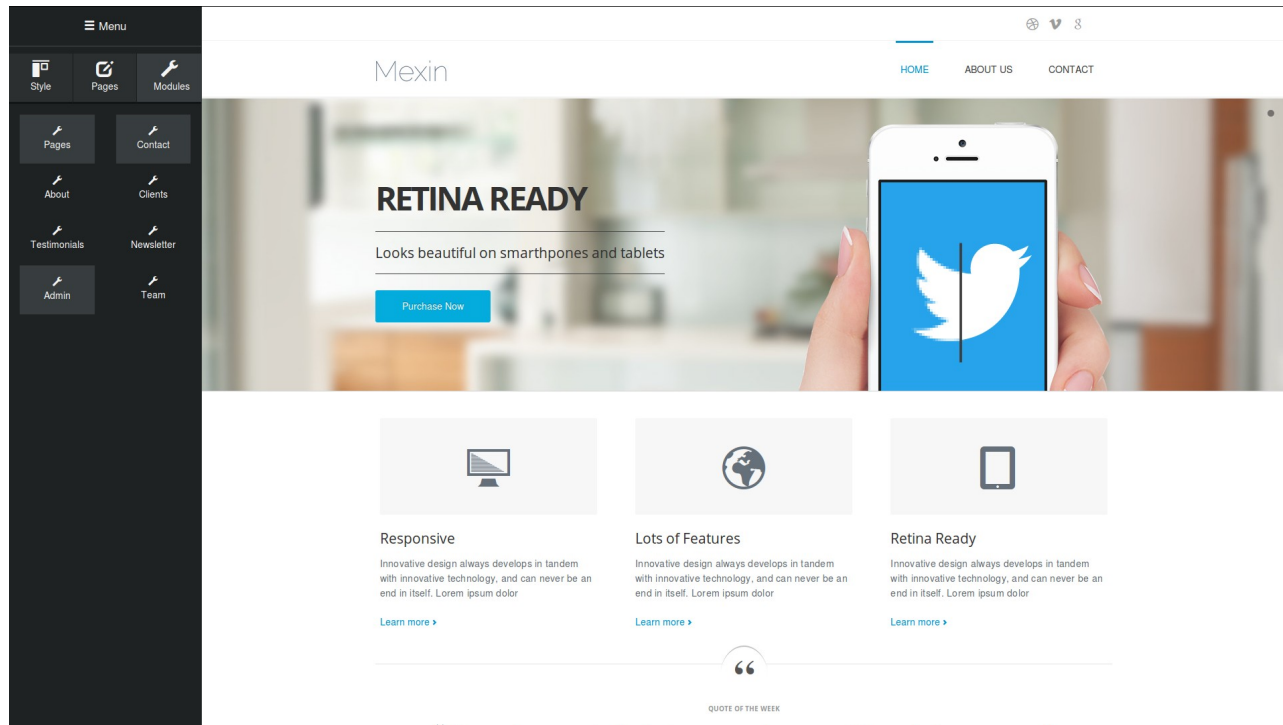 Menu
Style Pages Modules
Pages Contact
About Clients
Testimonials Newsletter
Admin Team
Mexin
HOME ABOUT US CONTACT
RETINA READY
Looks beautiful on smarthpones and tablets
Purchase Now
Responsive
Innovative design always develops in tandem
with innovative technology, and can never be an
end in itself. Lorem ipsum dolor
Learn more
Lots of Features
Innovative design always develops in tandem
with innovative technology, and can never be an
end in itself. Lorem ipsum dolor
Learn more
Retina Ready
Innovative design always develops in tandem
with innovative technology, and can never be an
end in itself. Lorem ipsum dolor
Learn more
QUOTE OF THE WEEK